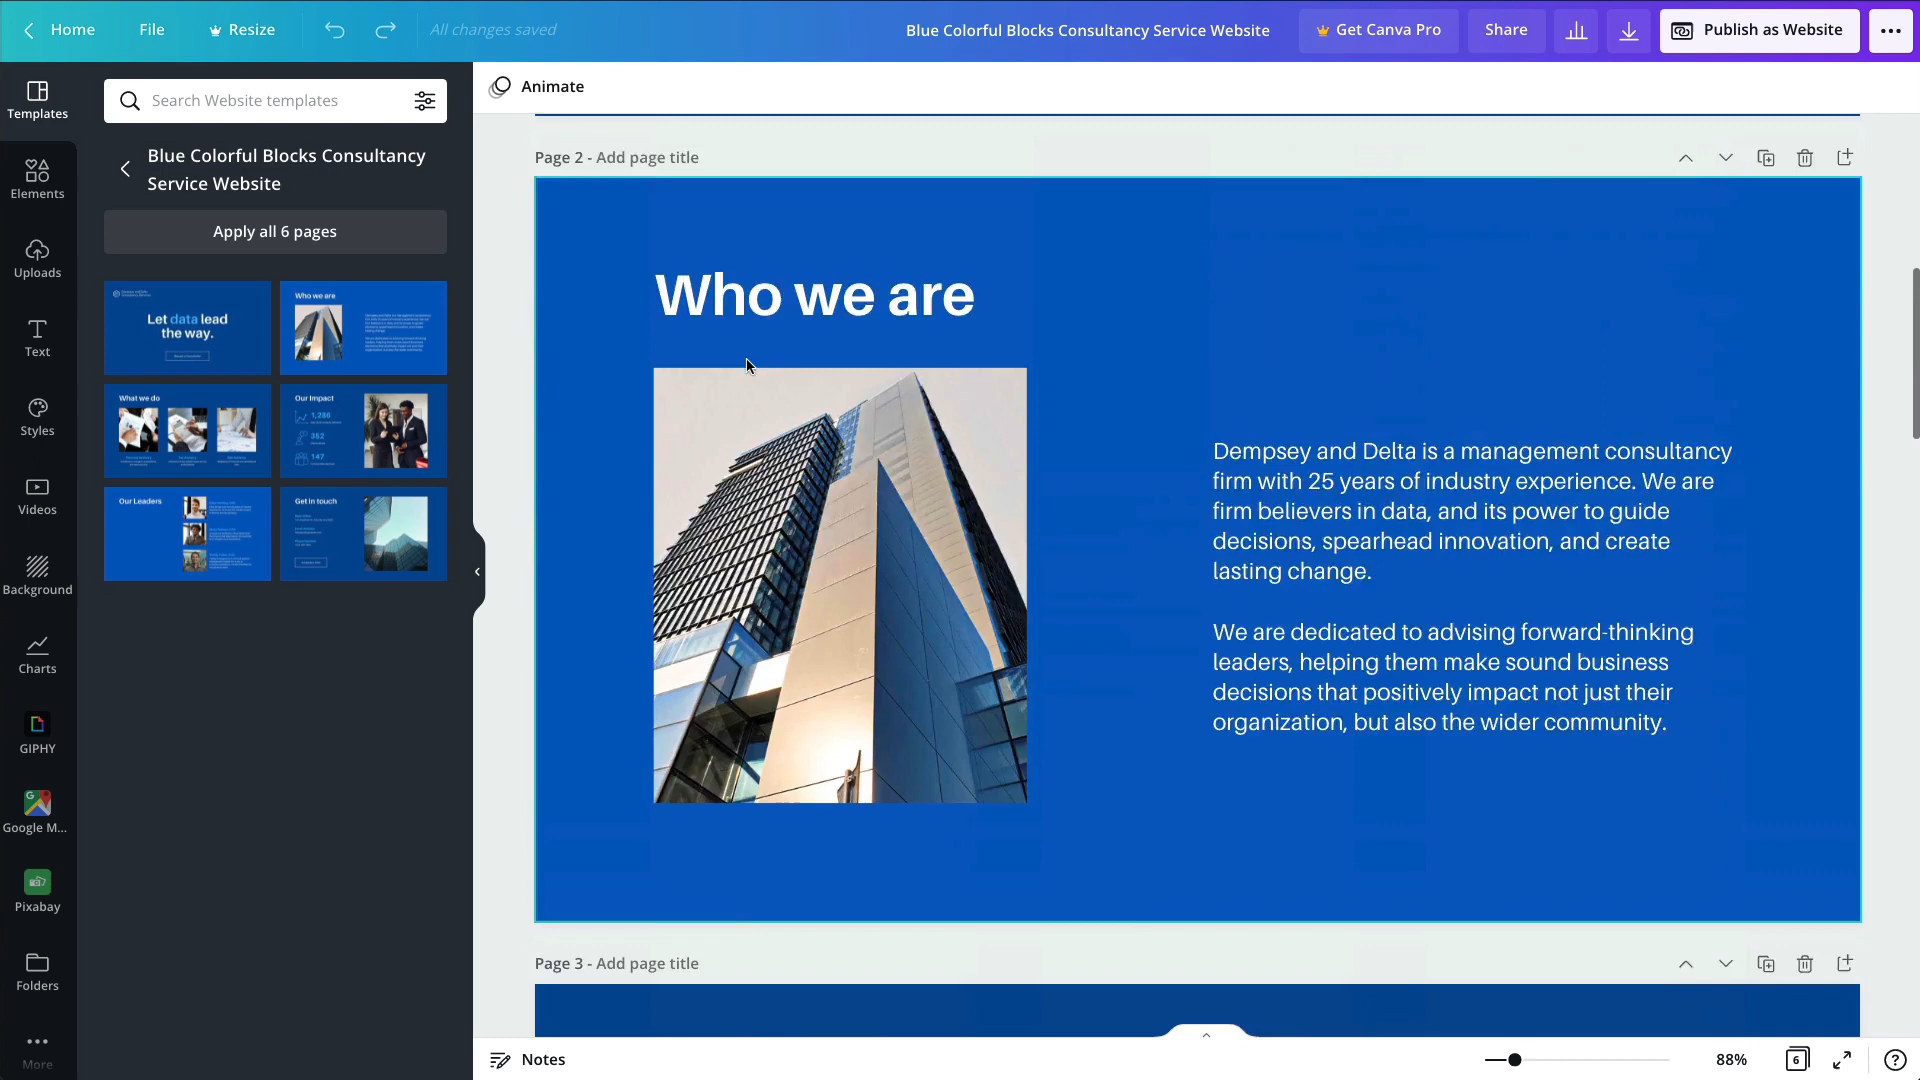 Home
File
Resize
All changes saved
Blue Colorful Blocks Consultancy Service Website
Get Canva Pro
Share
Publish as Website
Templates
Elements
Uploads
Text
Styles
Videos
Background
Charts
GIPHY
Google M...
Pixabay
Folders
More
Search Website templates
Blue Colorful Blocks Consultancy
Service Website
Apply all 6 pages
Let data lead
the way.
Who we are
What we do
Our Impact
1,286
352
147
Our Leaders
Get in touch
Animate
Page 2 - Add page title
Who we are
Dempsey and Delta is a management consultancy
firm with 25 years of industry experience. We are
firm believers in data, and its power to guide
decisions, spearhead innovation, and create
lasting change.
We are dedicated to advising forward-thinking
leaders, helping them make sound business
decisions that positively impact not just their
organization, but also the wider community.
Page 3 - Add page title
Notes
88%
6